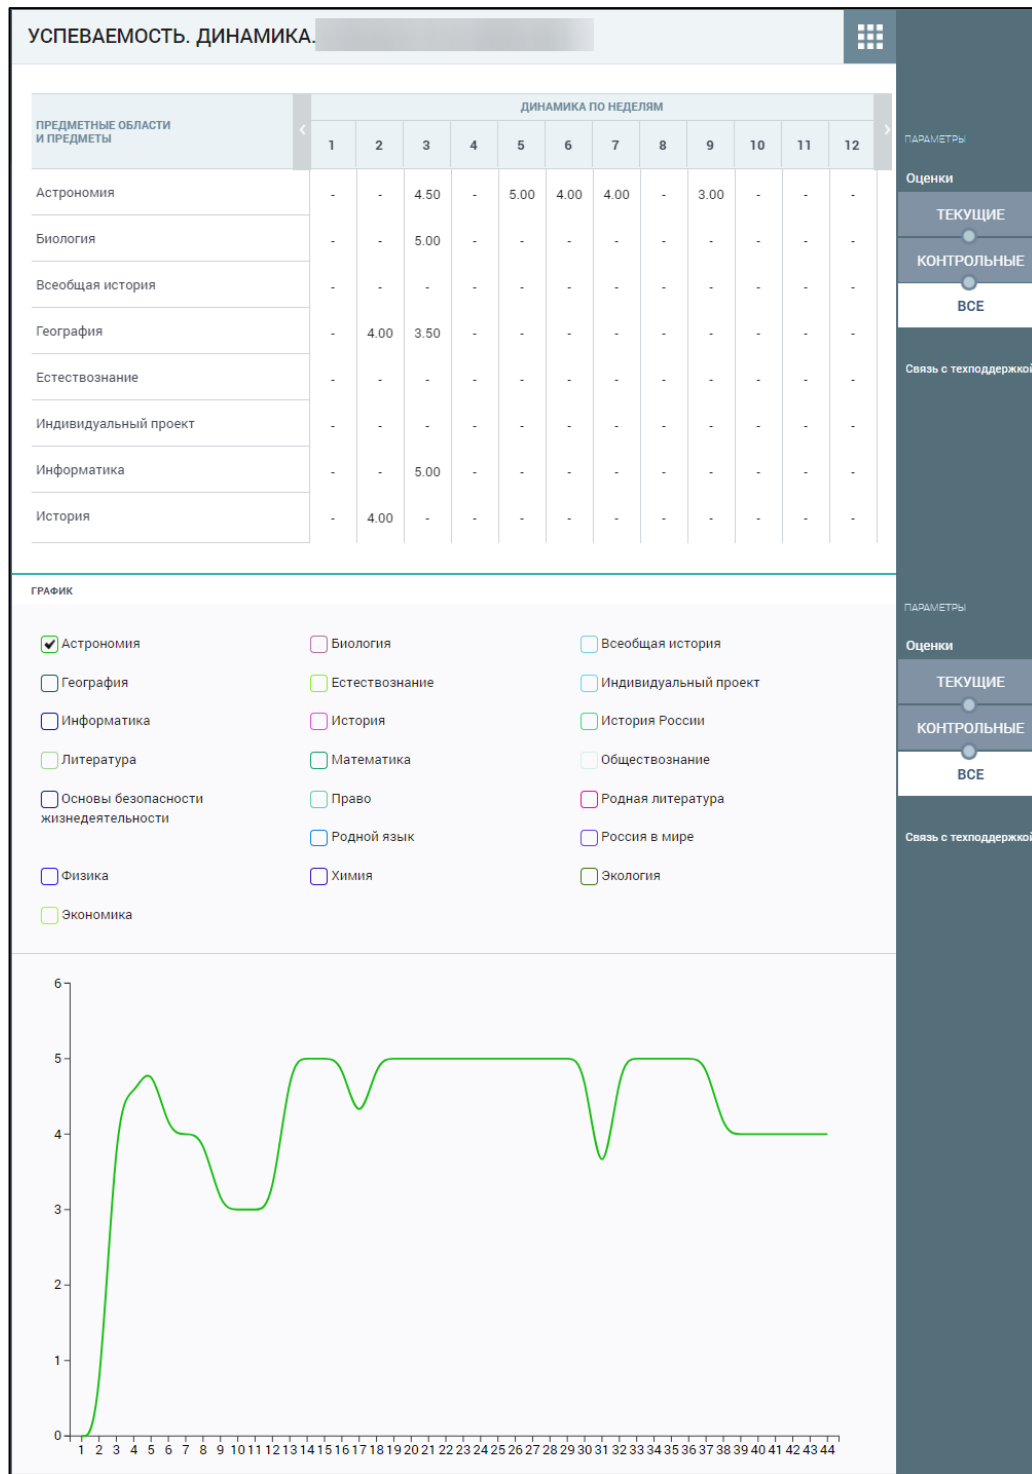 УСПЕВАЕМОСТЬ. ДИНАМИКА.
ПРЕДМЕТНЫЕ ОБЛАСТИ
И ПРЕДМЕТЫ
ДИНАМИКА ПО НЕДЕЛЯМ
1 2 3 4 5 6 7 8 9 10 11 12
Астрономия - - 4.50 - 5.00 4.00 4.00 - 3.00 - - -
Биология - - 5.00 - - - - - - - - -
Всеобщая история - - - - - - - - - - - -
География - 4.00 3.50 - - - - - - - - -
Естествознание - - - - - - - - - - - -
Индивидуальный проект - - - - - - - - - - - -
Информатика - - 5.00 - - - - - - - - -
История - 4.00 - - - - - - - - - -
ПАРАМЕТРЫ
Оценки
ТЕКУЩИЕ
КОНТРОЛЬНЫЕ
ВСЕ
Связь с техподдержкой
ГРАФИК
Астрономия Биология Всеобщая история
География Естествознание Индивидуальный проект
Информатика История История России
Литература Математика Обществознание
Основы безопасности Право Родная литература
жизнедеятельности
Родной язык Россия в мире
Физика Химия Экология
Экономика
ПАРАМЕТРЫ
Оценки
ТЕКУЩИЕ
КОНТРОЛЬНЫЕ
ВСЕ
Связь с техподдержкой
6
5
4
3
2
1
0
1 2 3 4 5 6 7 8 9 10 11 12 13 14 15 16 17 18 19 20 21 22 23 24 25 26 27 28 29 30 31 32 33 34 35 36 37 38 39 40 41 42 43 44